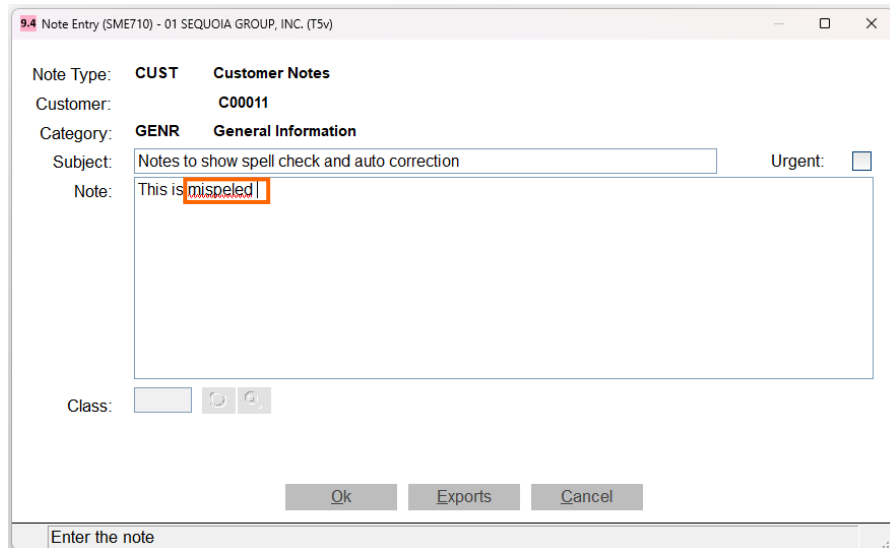 9.4 Note Entry (SME710) - 01 SEQUOIA GROUP, INC. (T5v)
Note Type: CUST Customer Notes
Customer: C00011
Category: GENR General Information
Subject: Notes to show spell check and auto correction Urgent:
Note: This is mispeled
Class:
Ok Exports Cancel
Enter the note